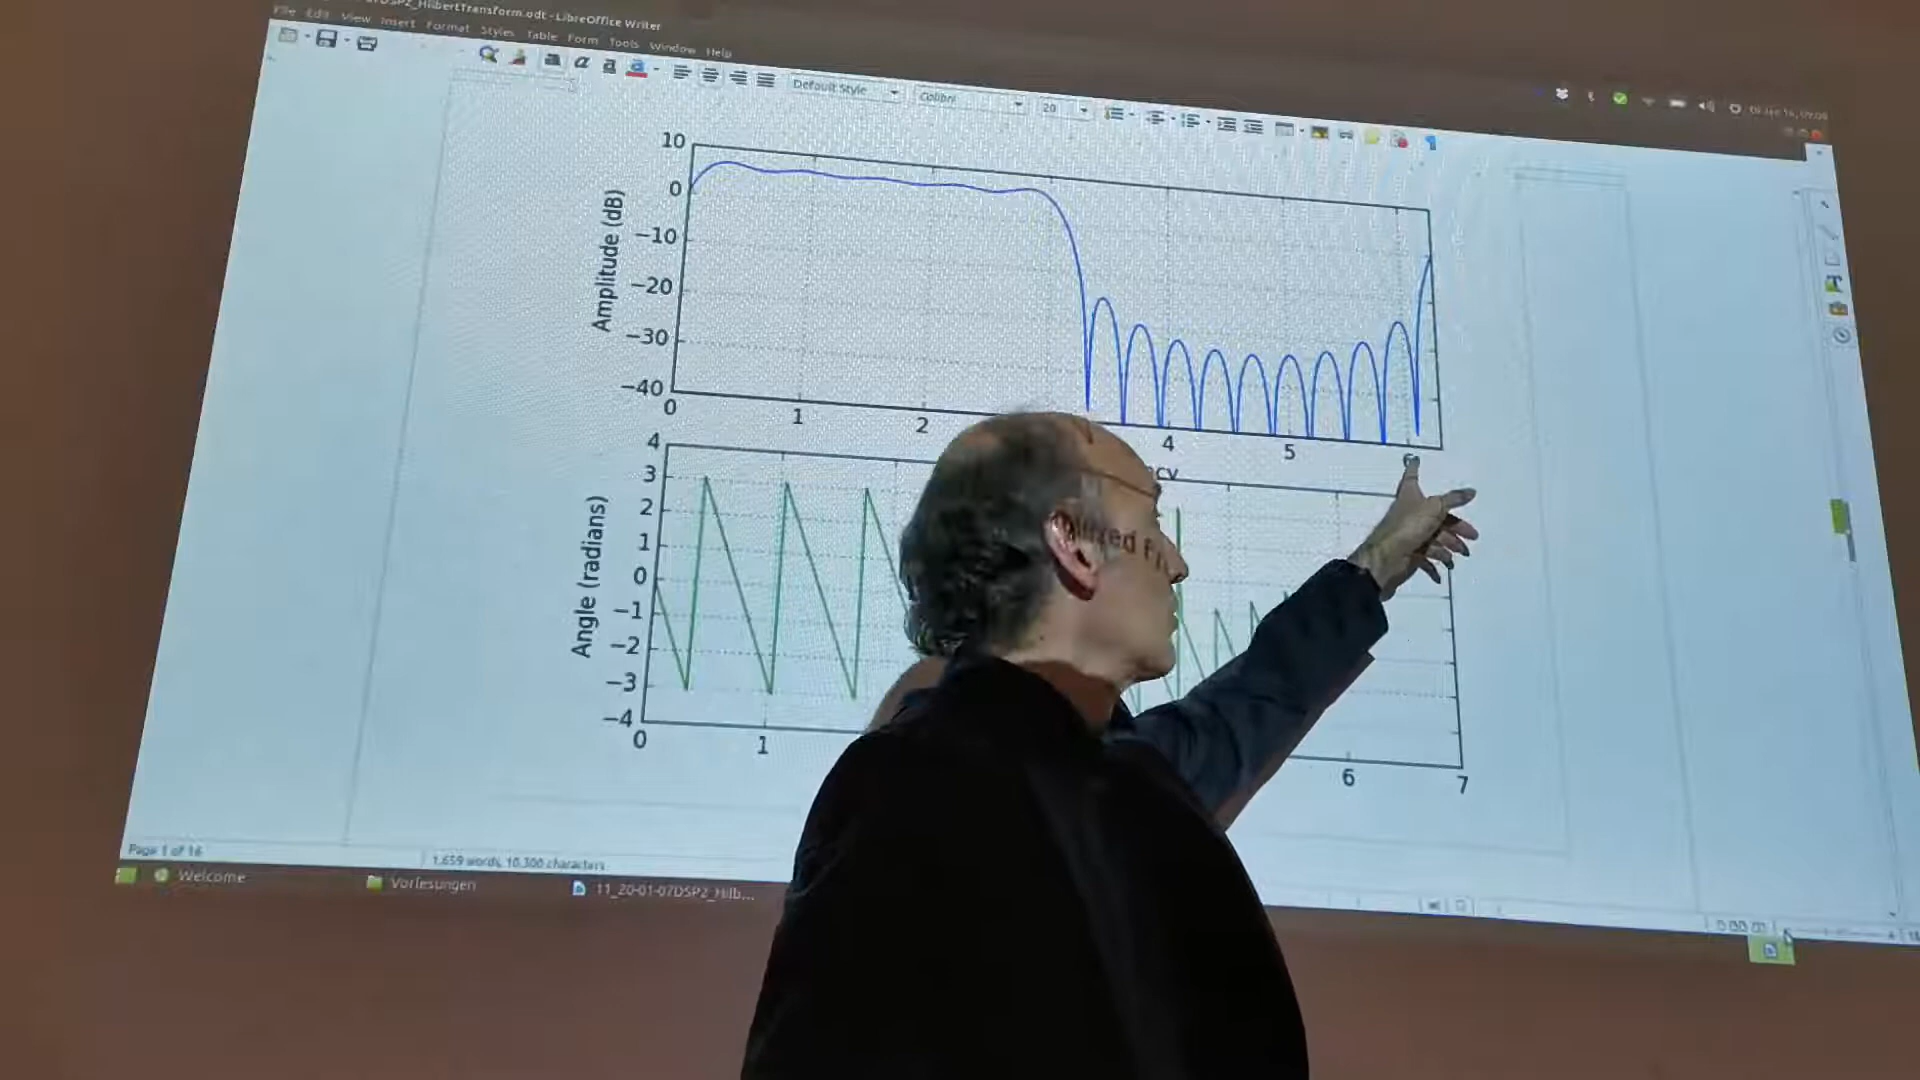 HilbertTransform.odt - LibreOffice Writer
File Edit View Insert Format Styles Table Form Tools Window Help
Default Style Colibri 20
10
0
−10
−20
−30
−40
Amplitude (dB)
0 1 2 4 5 6
4
3
2
1
0
−1
−2
−3
−4
Angle (radians)
0 1 6 7
Page 1 of 16 1,659 words, 10,300 characters
Welcome Vorlesungen 11_20-01-07DSP2_Hilb...